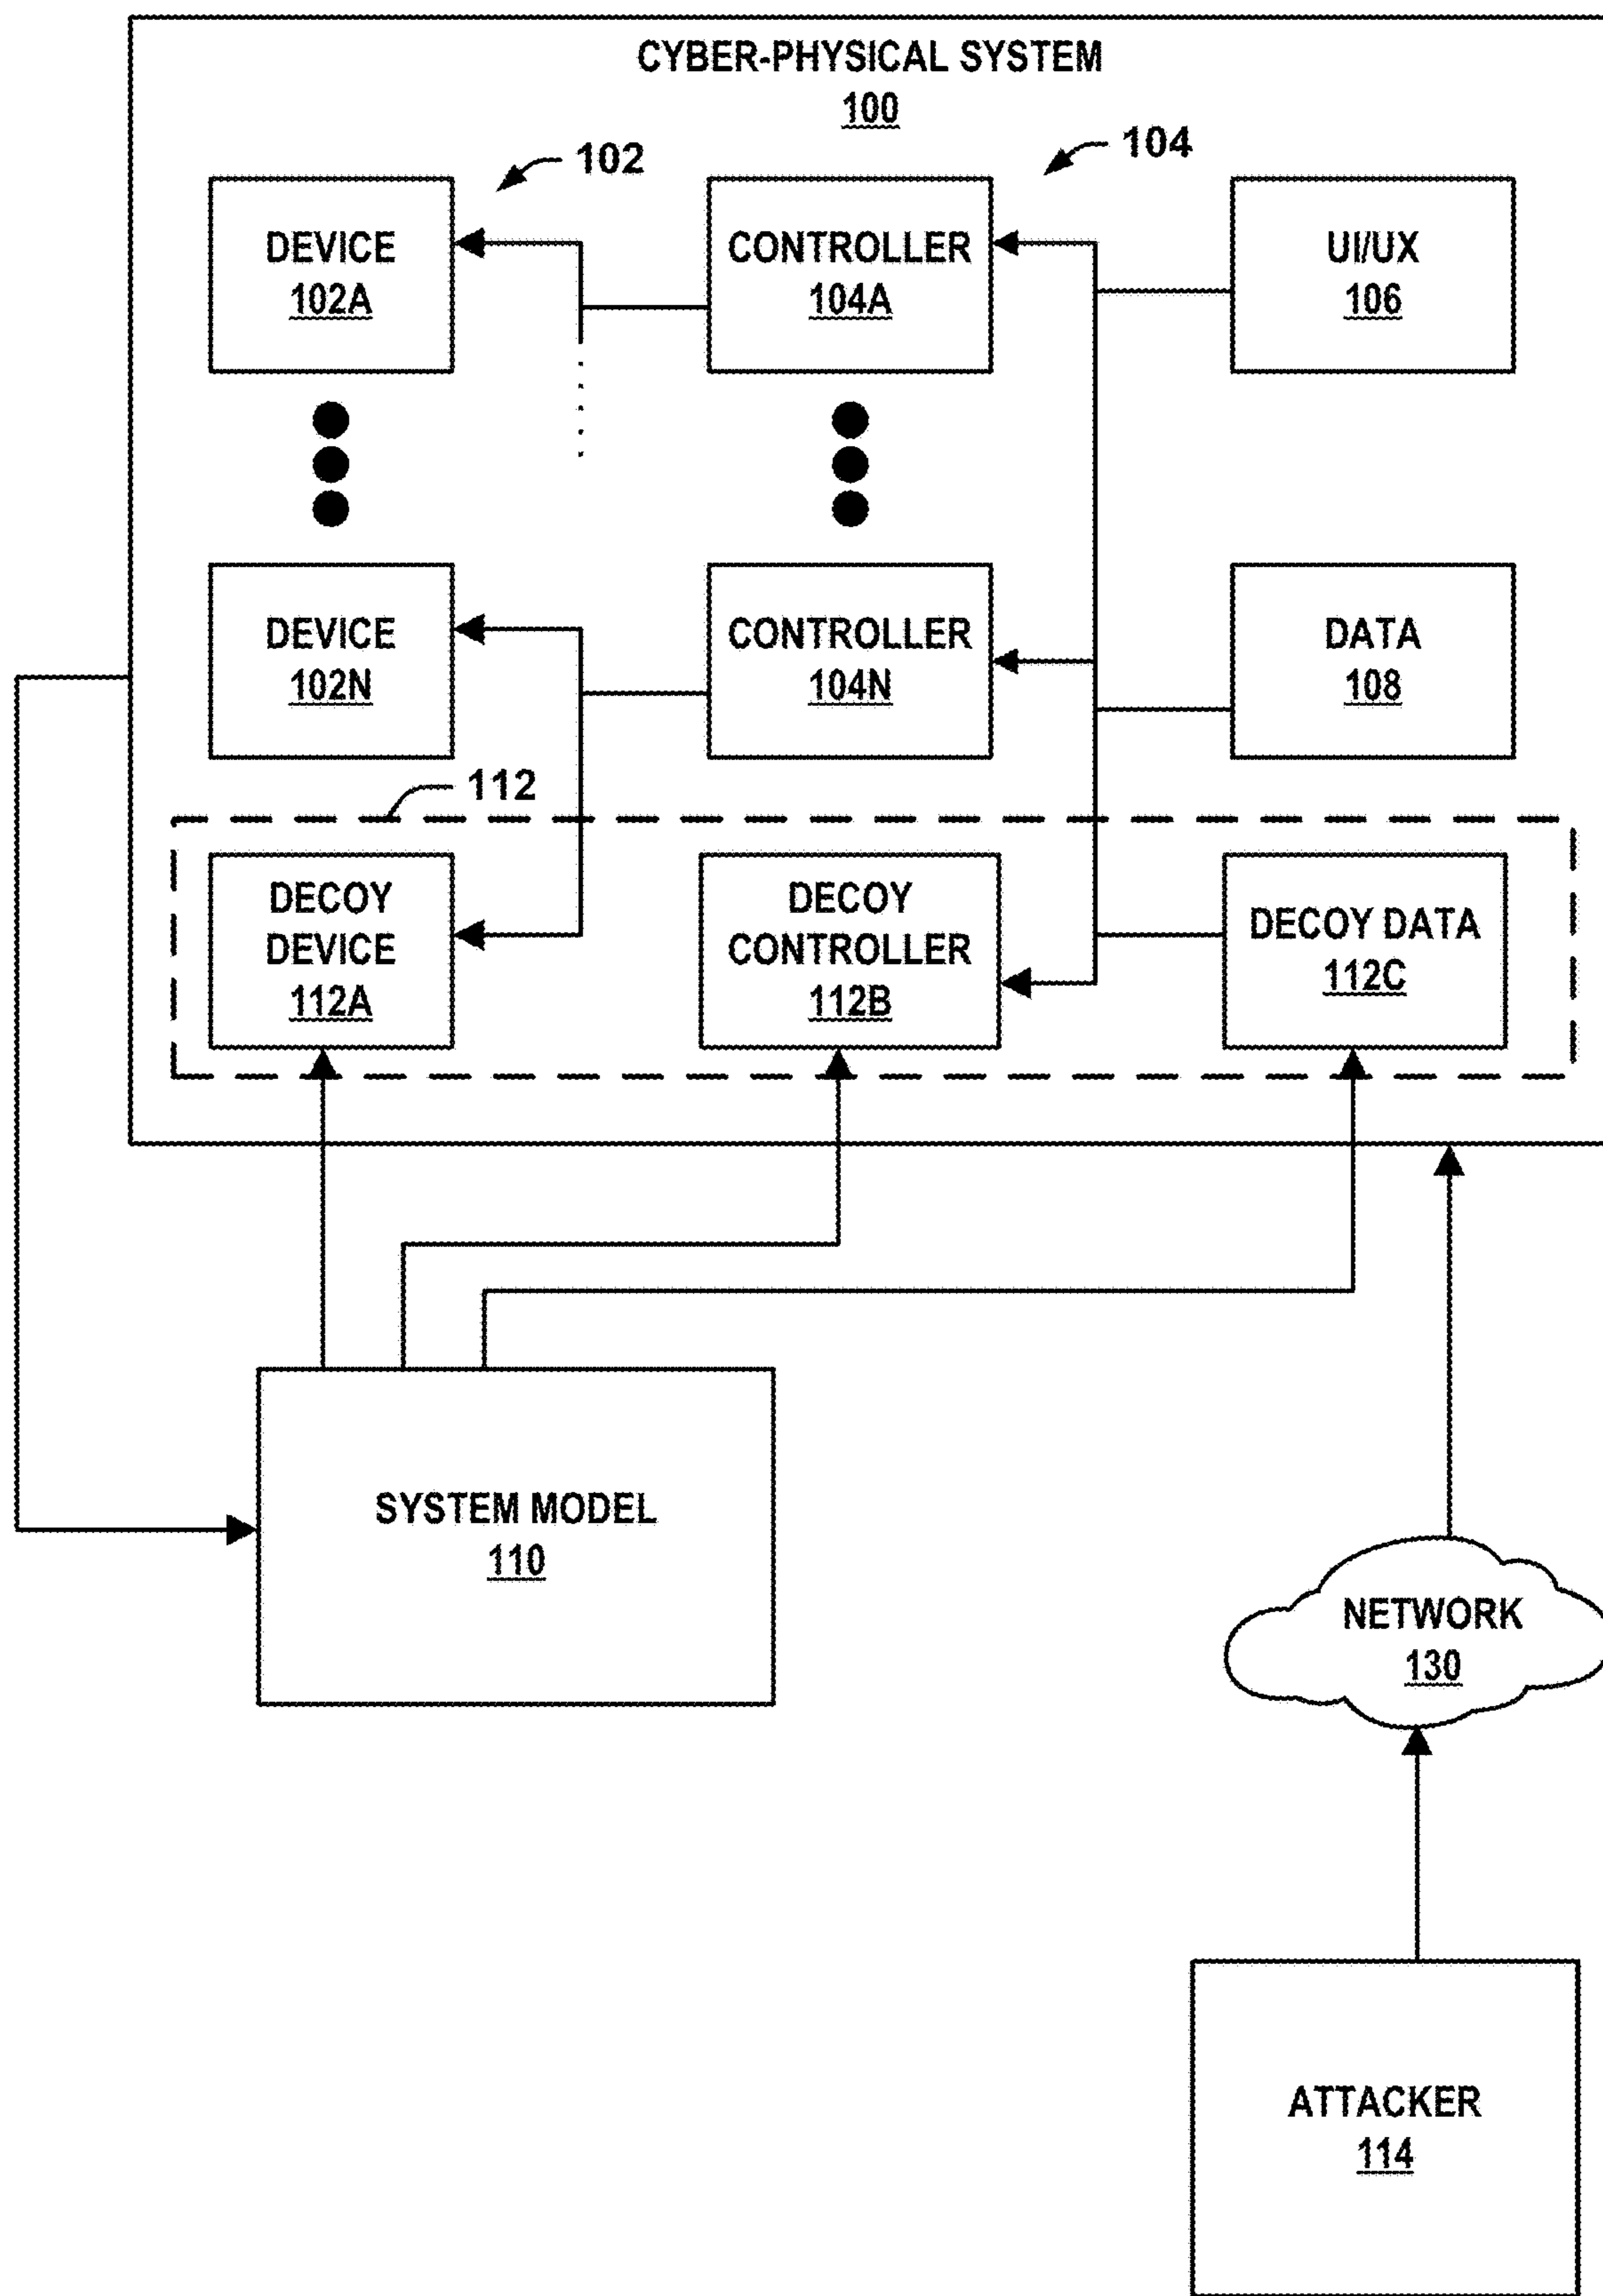 CYBER-PHYSICAL SYSTEM
100
102
104
DEVICE
102A
CONTROLLER
104A
UI/UX
106
DEVICE
102N
CONTROLLER
104N
DATA
108
112
DECOY
DEVICE
112A
DECOY
CONTROLLER
112B
DECOY DATA
112C
SYSTEM MODEL
110
NETWORK
130
ATTACKER
114